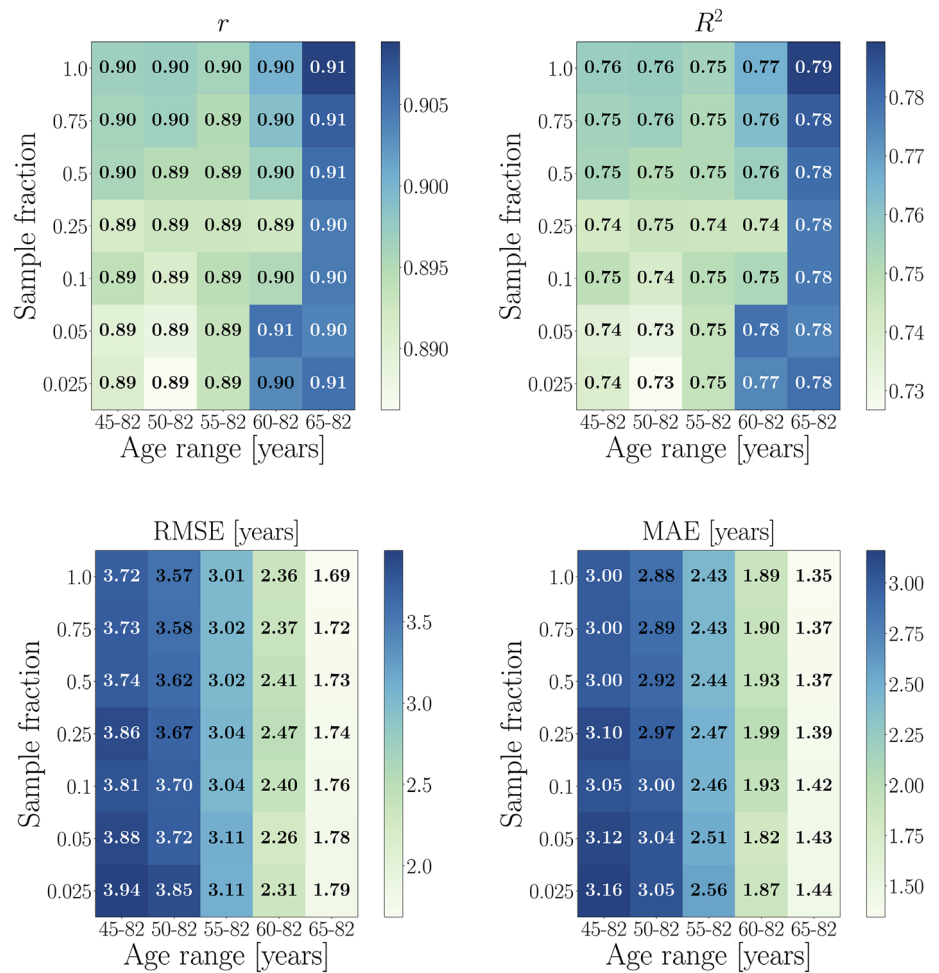 r
1.0 0.90 0.90 0.90 0.90 0.91
0.75 0.90 0.90 0.89 0.90 0.91
0.5 0.90 0.89 0.89 0.90 0.91
0.25 0.89 0.89 0.89 0.89 0.90
0.1 0.89 0.89 0.89 0.90 0.90
0.05 0.89 0.89 0.89 0.91 0.90
0.025 0.89 0.89 0.89 0.90 0.91
45-82 50-82 55-82 60-82 65-82
Age range [years]
Sample fraction
0.905
0.900
0.895
0.890
R²
1.0 0.76 0.76 0.75 0.77 0.79
0.75 0.75 0.76 0.75 0.76 0.78
0.5 0.75 0.75 0.75 0.76 0.78
0.25 0.74 0.75 0.74 0.74 0.78
0.1 0.75 0.74 0.75 0.75 0.78
0.05 0.74 0.73 0.75 0.78 0.78
0.025 0.74 0.73 0.75 0.77 0.78
45-82 50-82 55-82 60-82 65-82
Age range [years]
Sample fraction
0.78
0.77
0.76
0.75
0.74
0.73
RMSE [years]
1.0 3.72 3.57 3.01 2.36 1.69
0.75 3.73 3.58 3.02 2.37 1.72
0.5 3.74 3.62 3.02 2.41 1.73
0.25 3.86 3.67 3.04 2.47 1.74
0.1 3.81 3.70 3.04 2.40 1.76
0.05 3.88 3.72 3.11 2.26 1.78
0.025 3.94 3.85 3.11 2.31 1.79
45-82 50-82 55-82 60-82 65-82
Age range [years]
Sample fraction
3.5
3.0
2.5
2.0
MAE [years]
1.0 3.00 2.88 2.43 1.89 1.35
0.75 3.00 2.89 2.43 1.90 1.37
0.5 3.00 2.92 2.44 1.93 1.37
0.25 3.10 2.97 2.47 1.99 1.39
0.1 3.05 3.00 2.46 1.93 1.42
0.05 3.12 3.04 2.51 1.82 1.43
0.025 3.16 3.05 2.56 1.87 1.44
45-82 50-82 55-82 60-82 65-82
Age range [years]
Sample fraction
3.00
2.75
2.50
2.25
2.00
1.75
1.50